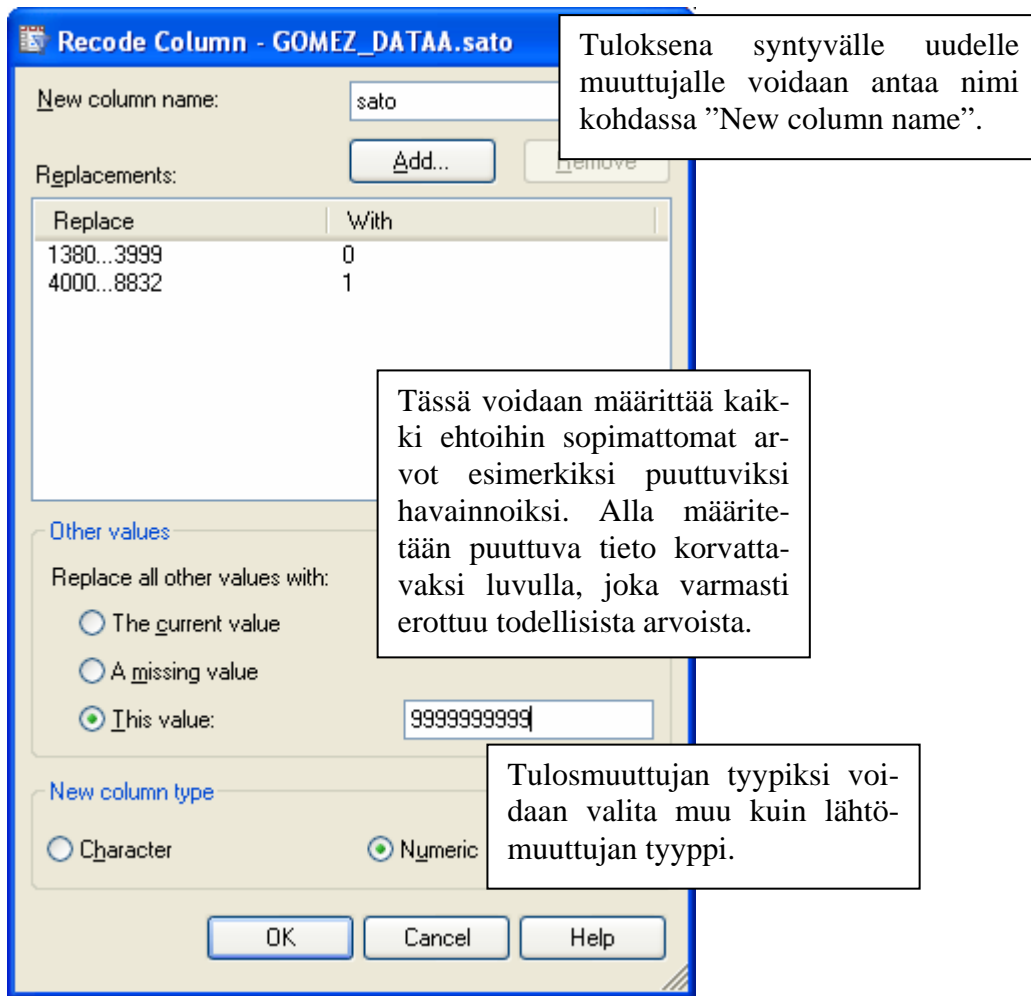 Recode Column - GOMEZ_DATAA.sato
Tuloksena syntyvälle uudelle
muuttujalle voidaan antaa nimi
kohdassa ”New column name”.
New column name:
sato
Add...
Remove
Replacements:
Replace With
1380...3999 0
4000...8832 1
Tässä voidaan määrittää kaik-
ki ehtoihin sopimattomat ar-
vot esimerkiksi puuttuviksi
havainnoiksi. Alla määrite-
tään puuttuva tieto korvatta-
vaksi luvulla, joka varmasti
erottuu todellisista arvoista.
Other values
Replace all other values with:
The current value
A missing value
This value: 9999999999
Tulosmuuttujan tyypiksi voi-
daan valita muu kuin lähtö-
muuttujan tyyppi.
New column type
Character Numeric
OK Cancel Help